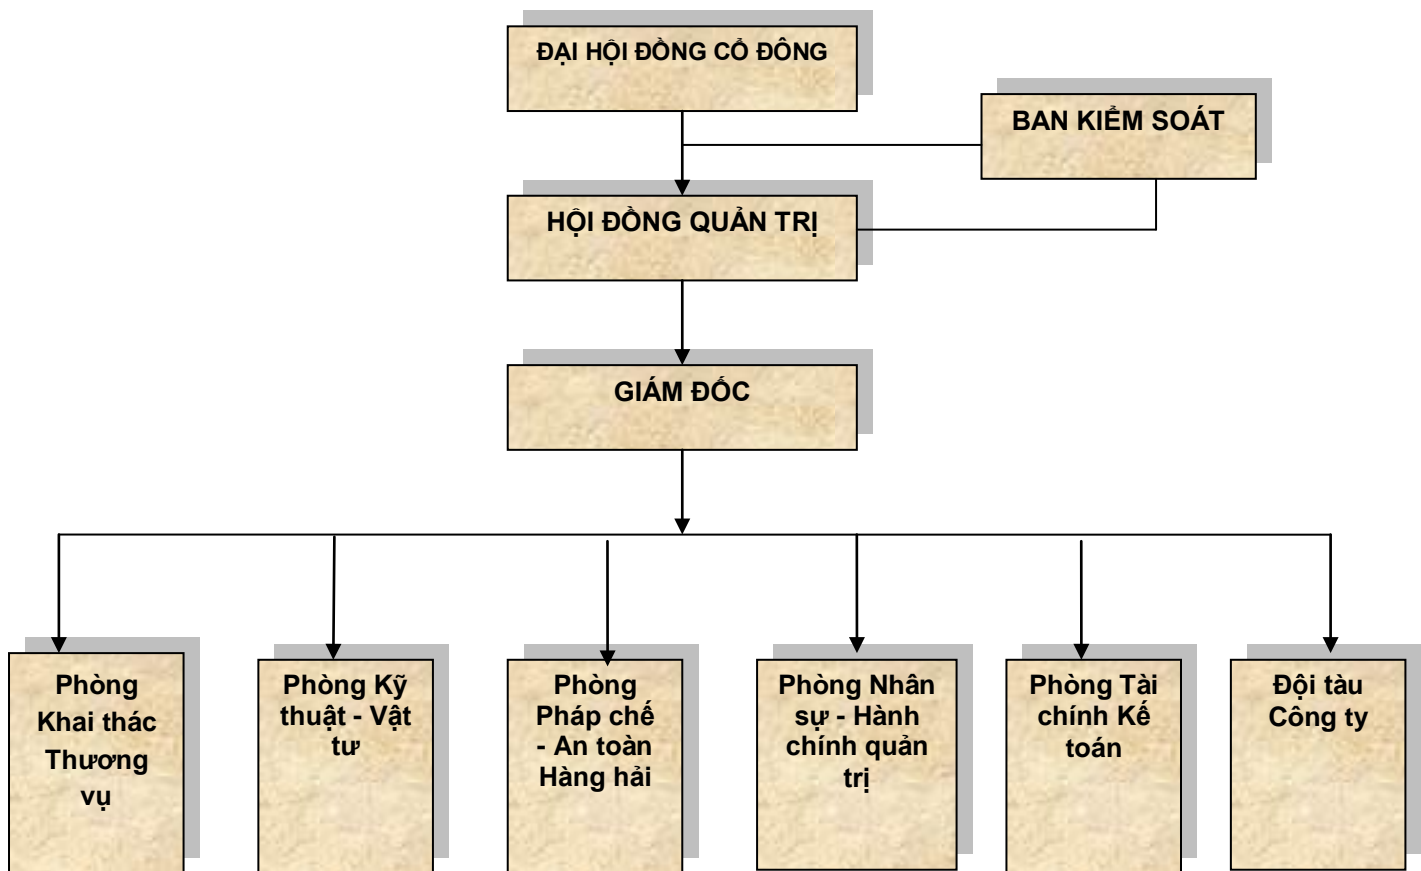 ĐẠI HỘI ĐỒNG CỔ ĐÔNG
BAN KIỂM SOÁT
HỘI ĐỒNG QUẢN TRỊ
GIÁM ĐỐC
Phòng
Khai thác
Thương
vụ
Phòng Kỹ
thuật - Vật
tư
Phòng
Pháp chế
- An toàn
Hàng hải
Phòng Nhân
sự - Hành
chính quản
trị
Phòng Tài
chính Kế
toán
Đội tàu
Công ty